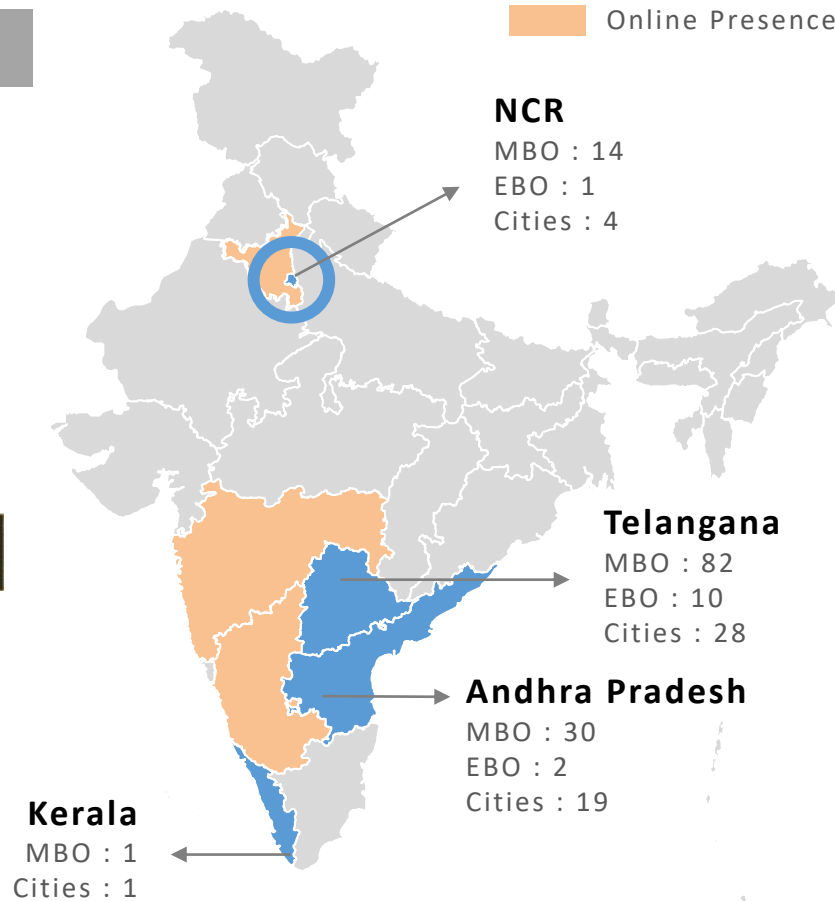 Online Presence
NCR
MBO : 14
EBO : 1
Cities : 4
Telangana
MBO : 82
EBO : 10
Cities : 28
Andhra Pradesh
MBO : 30
EBO : 2
Cities : 19
Kerala
MBO : 1
Cities : 1